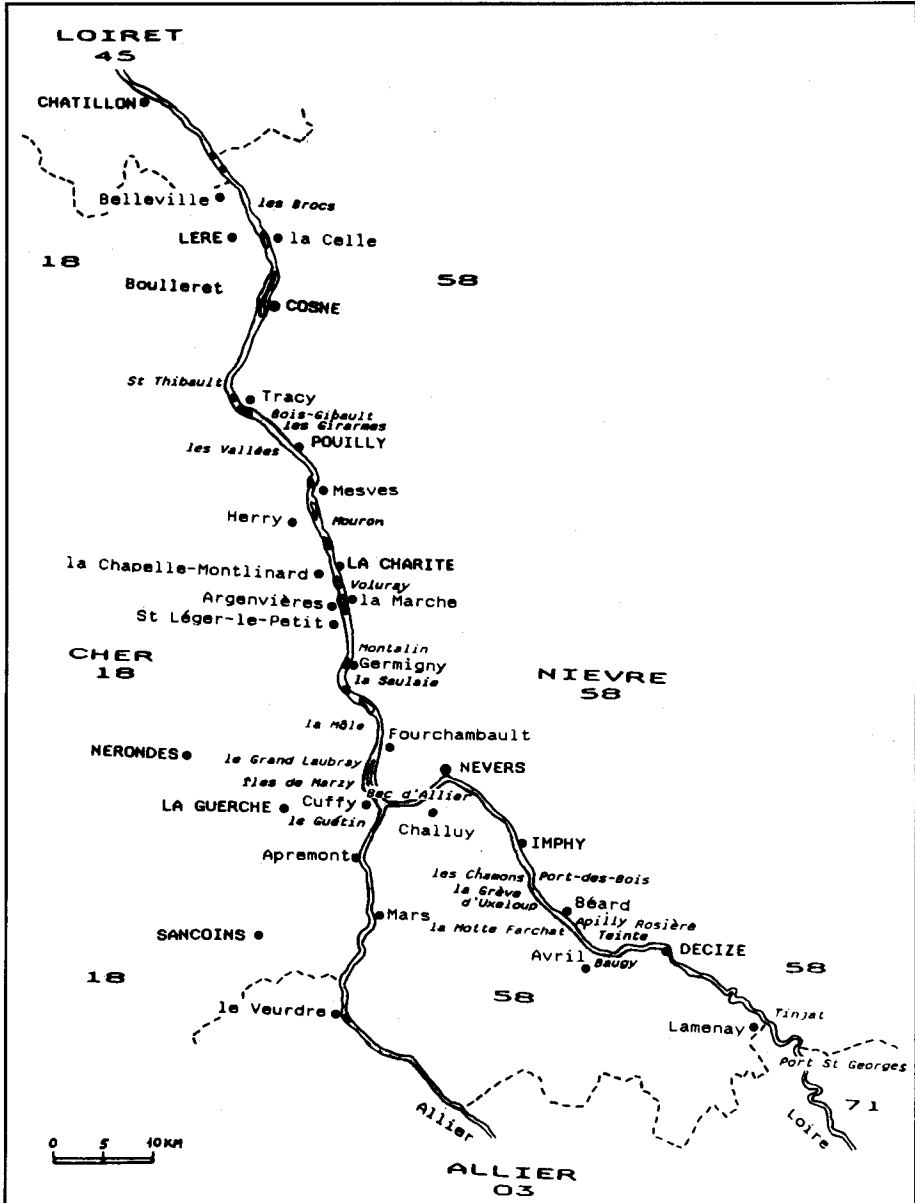 LOIRET
45
CHATILLON
Belleville
les Brocs
LERE
la Celle
18
58
Boulleret
COSNE
St Thibault
Tracy
Bois-Gibault
les Girarmes
POUILLY
les Vallées
Mesves
Herry
Mouron
LA CHARITE
la Chapelle-Montlinard
Voluray
Argenvières
la Marche
St Léger-le-Petit
Montalin
CHER
18
Germigny
la Saulaie
NIEVRE
58
la Môle
Fourchambault
NERONDES
le Grand Laubray
NEVERS
îles de Marzy
Bec d'Allier
LA GUERCHE
Cuffy
le Guétin
Challuy
IMPHY
Apremont
les Chamons
Port-des-Bois
la Grève
d'Uxeloup
Béard
Mars
Apilly Rosière
la Motte Farchat
Teinte
SANCOINS
DECIZE
Avril
Baugy
18
58
58
le Veurdre
Tinjat
Lamenay
Port St Georges
71
Allier
Loire
0 5 10 KM
ALLIER
03